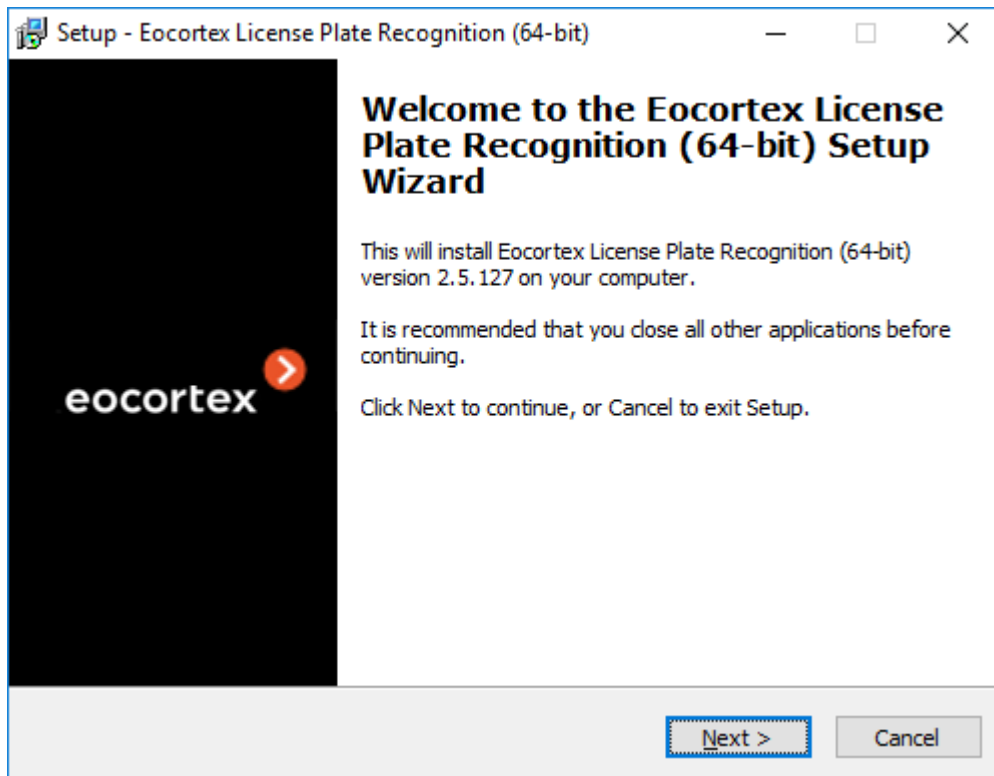 Setup - Eocortex License Plate Recognition (64-bit)
Welcome to the Eocortex License
Plate Recognition (64-bit) Setup
Wizard
This will install Eocortex License Plate Recognition (64-bit)
version 2.5.127 on your computer.
It is recommended that you close all other applications before
continuing.
eocortex
Click Next to continue, or Cancel to exit Setup.
Next >
Cancel